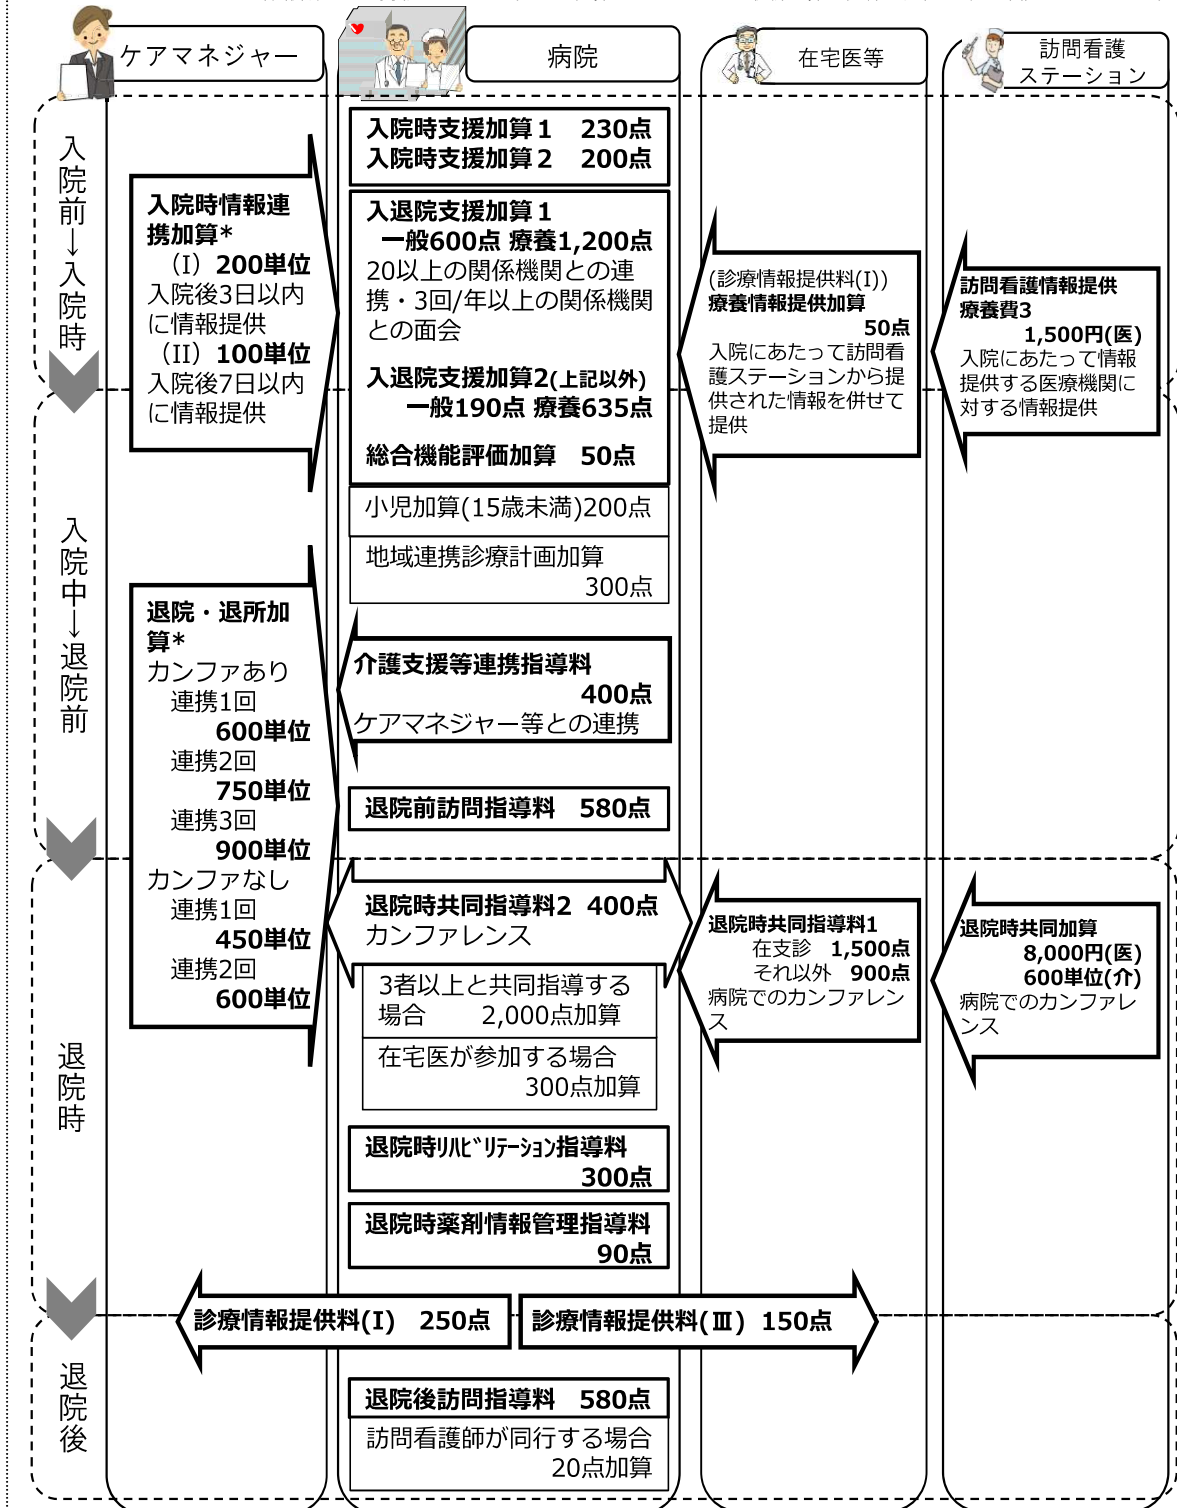 ケアマネジャー
病院
在宅医等
訪問看護
ステーション
入院前→入院時
入院時情報連
携加算*
(I) 200単位
入院後3日以内
に情報提供
(II) 100単位
入院後7日以内
に情報提供
入院時支援加算1 230点
入院時支援加算2 200点
入退院支援加算1
一般600点 療養1,200点
20以上の関係機関との連
携・3回/年以上の関係機関
との面会
入退院支援加算2(上記以外)
一般190点 療養635点
総合機能評価加算 50点
小児加算(15歳未満)200点
地域連携診療計画加算
300点
(診療情報提供料(I))
療養情報提供加算
50点
入院にあたって訪問看
護ステーションから提
供された情報を併せて
提供
訪問看護情報提供
療養費3
1,500円(医)
入院にあたって情報
提供する医療機関に
対する情報提供
入院中→退院前
退院・退所加
算*
カンファあり
連携1回
600単位
連携2回
750単位
連携3回
900単位
カンファなし
連携1回
450単位
連携2回
600単位
介護支援等連携指導料
400点
ケアマネジャー等との連携
退院前訪問指導料 580点
退院時
退院時共同指導料2 400点
カンファレンス
3者以上と共同指導する
場合 2,000点加算
在宅医が参加する場合
300点加算
退院時共同指導料1
在支診 1,500点
それ以外 900点
病院でのカンファレン
ス
退院時共同加算
8,000円(医)
600単位(介)
病院でのカンファレ
ンス
退院時ﾘﾊﾋﾞﾘﾃｰｼｮﾝ指導料
300点
退院時薬剤情報管理指導料
90点
診療情報提供料(I) 250点
診療情報提供料(Ⅲ) 150点
退院後
退院後訪問指導料 580点
訪問看護師が同行する場合
20点加算